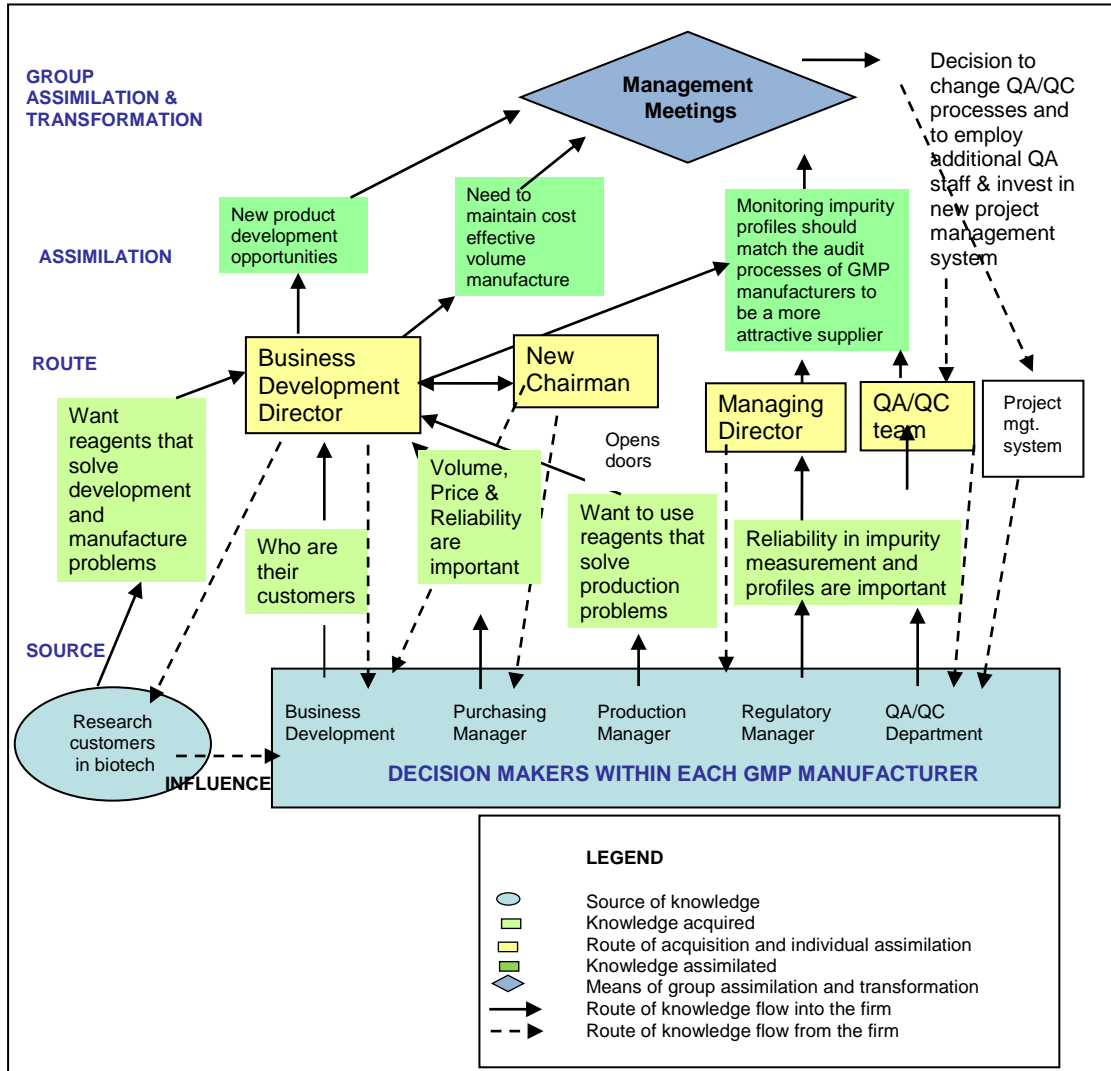 GROUP
ASSIMILATION &
TRANSFORMATION
Management
Meetings
Decision to
change QA/QC
processes and
to employ
additional QA
staff & invest in
new project
management
system
ASSIMILATION
New product
development
opportunities
Need to
maintain cost
effective
volume
manufacture
Monitoring impurity
profiles should
match the audit
processes of GMP
manufacturers to
be a more
attractive supplier
ROUTE
Business
Development
Director
New
Chairman
Managing
Director
QA/QC
team
Project
mgt.
system
Want
reagents that
solve
development
and
manufacture
problems
Who are
their
customers
Volume,
Price &
Reliability
are
important
Opens
doors
Want to use
reagents that
solve
production
problems
Reliability in impurity
measurement and
profiles are important
SOURCE
Research
customers
in biotech
INFLUENCE
Business
Development
Purchasing
Manager
Production
Manager
Regulatory
Manager
QA/QC
Department
DECISION MAKERS WITHIN EACH GMP MANUFACTURER
LEGEND
Source of knowledge
Knowledge acquired
Route of acquisition and individual assimilation
Knowledge assimilated
Means of group assimilation and transformation
Route of knowledge flow into the firm
Route of knowledge flow from the firm